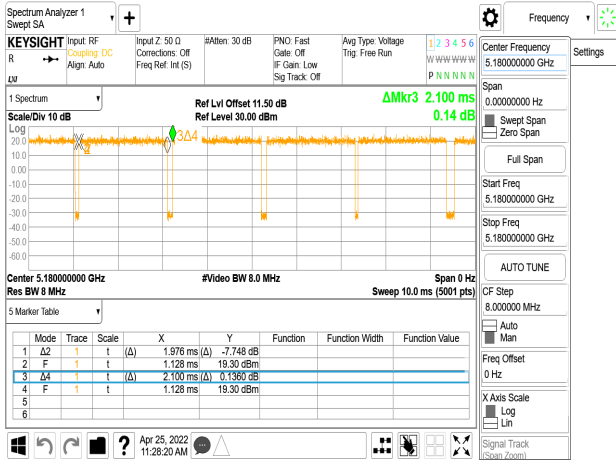 Spectrum Analyzer 1
Swept SA
Frequency
KEYSIGHT Input: RF Input Z: 50 Ω #Atten: 30 dB PNO: Fast Avg Type: Voltage 1 2 3 4 5 6
R Coupling: DC Corrections: Off Gate: Off Trig: Free Run W W W W W W
Align: Auto Freq Ref: Int (S) IF Gain: Low
Sig Track: Off P N N N N N
LXI
1 Spectrum
Ref Lvl Offset 11.50 dB ΔMkr3 2.100 ms
Scale/Div 10 dB Ref Level 30.00 dBm 0.14 dB
Log
3Δ4
20.0
10.0
0.00
-10.0
-20.0
-30.0
-40.0
-50.0
-60.0
Center 5.180000000 GHz #Video BW 8.0 MHz Span 0 Hz
Res BW 8 MHz Sweep 10.0 ms (5001 pts)
5 Marker Table
Mode Trace Scale X Y Function Function Width Function Value
1 Δ2 1 t (Δ) 1.976 ms (Δ) -7.748 dB
2 F 1 t 1.128 ms 19.30 dBm
3 Δ4 1 t (Δ) 2.100 ms (Δ) 0.1360 dB
4 F 1 t 1.128 ms 19.30 dBm
5
6
Apr 25, 2022
11:28:20 AM
Center Frequency
5.180000000 GHz
Settings
Span
0.00000000 Hz
Swept Span
Zero Span
Full Span
Start Freq
5.180000000 GHz
Stop Freq
5.180000000 GHz
AUTO TUNE
CF Step
8.000000 MHz
Auto
Man
Freq Offset
0 Hz
X Axis Scale
Log
Lin
Signal Track
(Span Zoom)